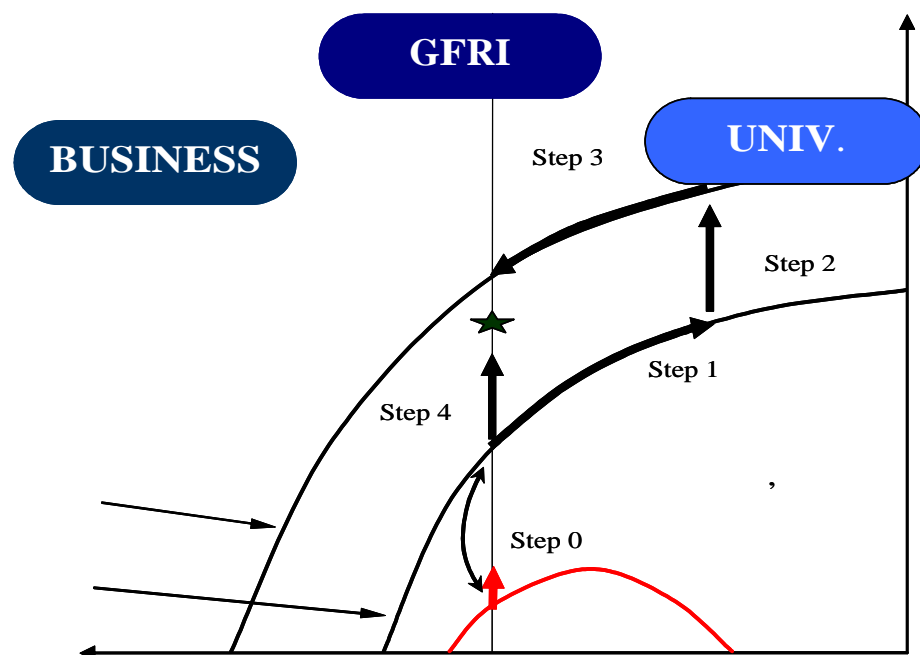 GFRI
BUSINESS
UNIV.
Step 3
Step 2
Step 1
Step 4
,
Step 0